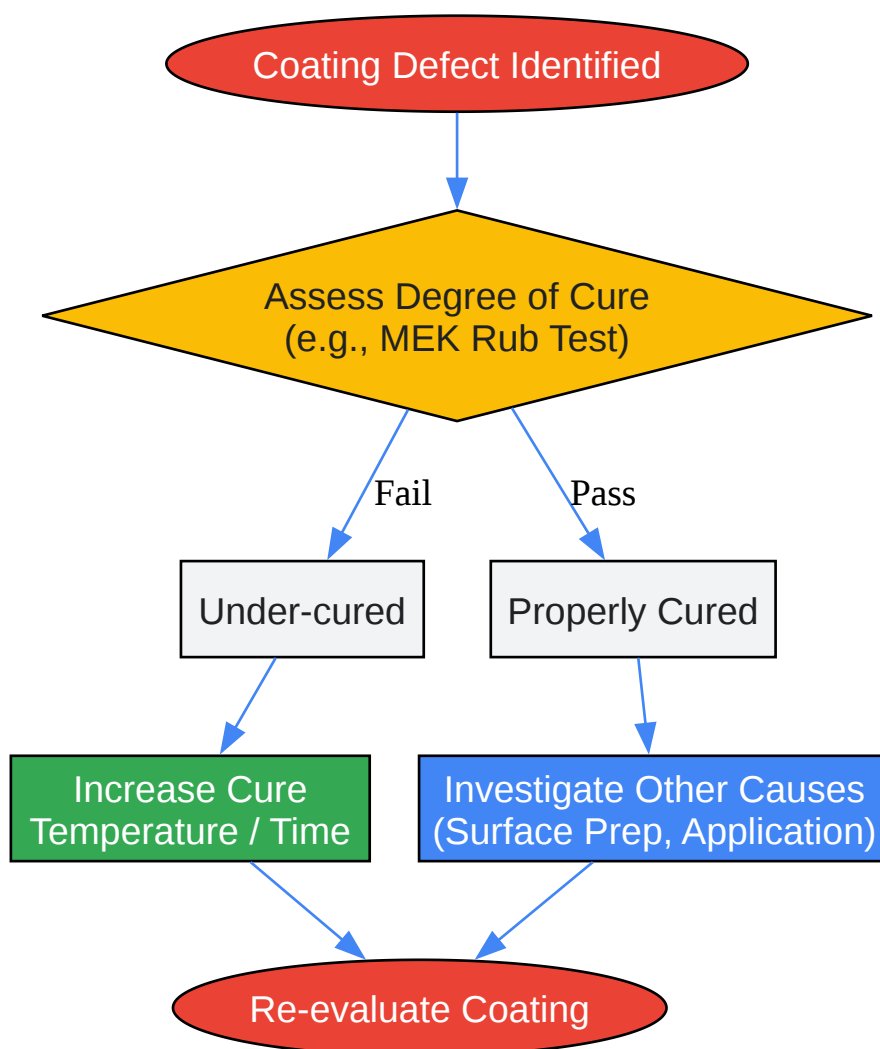 Coating Defect Identified
Assess Degree of Cure
(e.g., MEK Rub Test)
Fail
Pass
Under-cured
Properly Cured
Increase Cure
Temperature / Time
Investigate Other Causes
(Surface Prep, Application)
Re-evaluate Coating